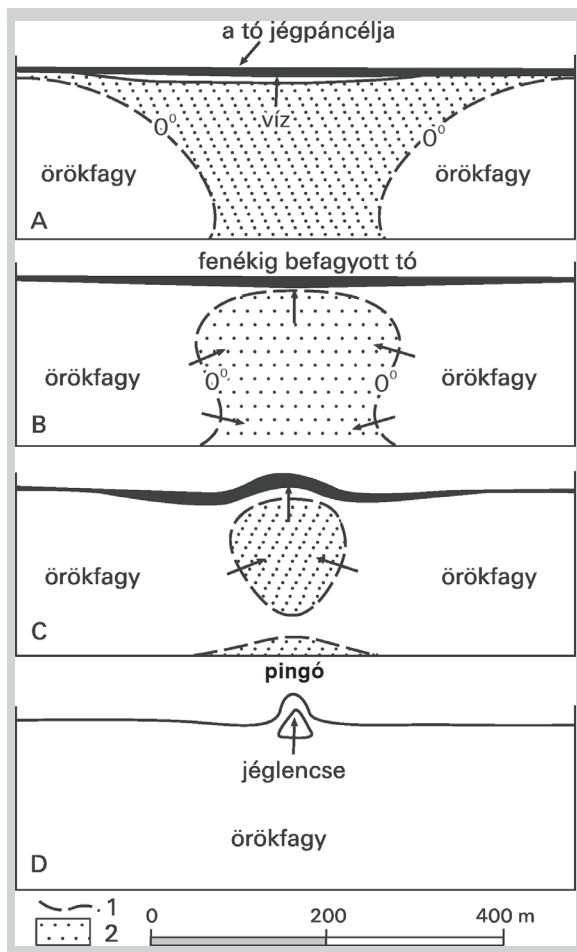 a tó jégpáncélja
víz
0° 0°
örökfagy örökfagy
A
fenékig befagyott tó
örökfagy örökfagy
0° 0°
B
örökfagy örökfagy
C
pingó
jéglencse
örökfagy
D
1
2
0 200 400 m